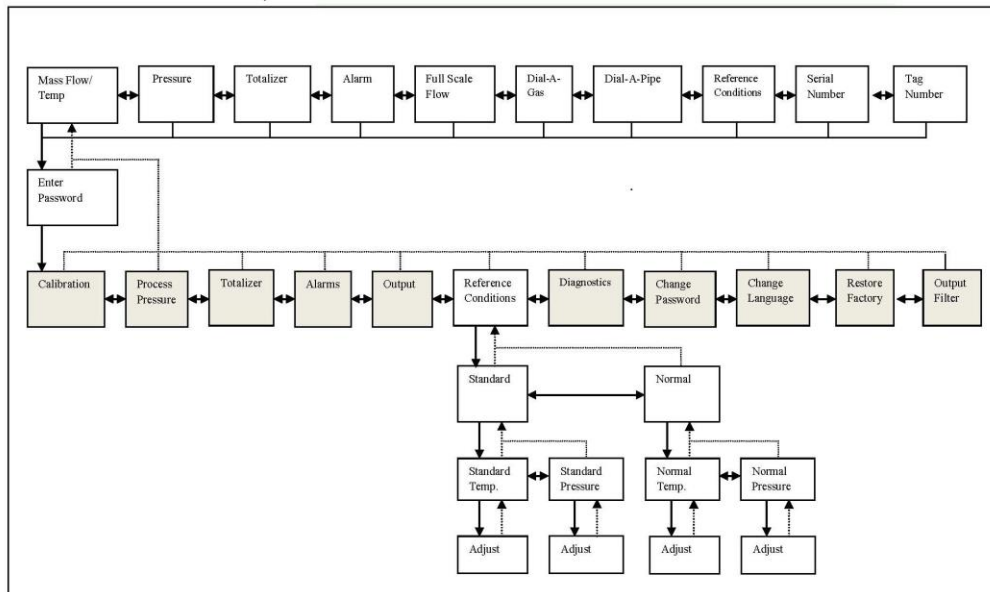 Mass Flow/
Temp
Pressure
Totalizer
Alarm
Full Scale
Flow
Dial-A-
Gas
Dial-A-Pipe
Reference
Conditions
Serial
Number
Tag
Number
Enter
Password
Calibration
Process
Pressure
Totalizer
Alarms
Output
Reference
Conditions
Diagnostics
Change
Password
Change
Language
Restore
Factory
Output
Filter
Standard
Normal
Standard
Temp.
Standard
Pressure
Normal
Temp.
Normal
Pressure
Adjust
Adjust
Adjust
Adjust